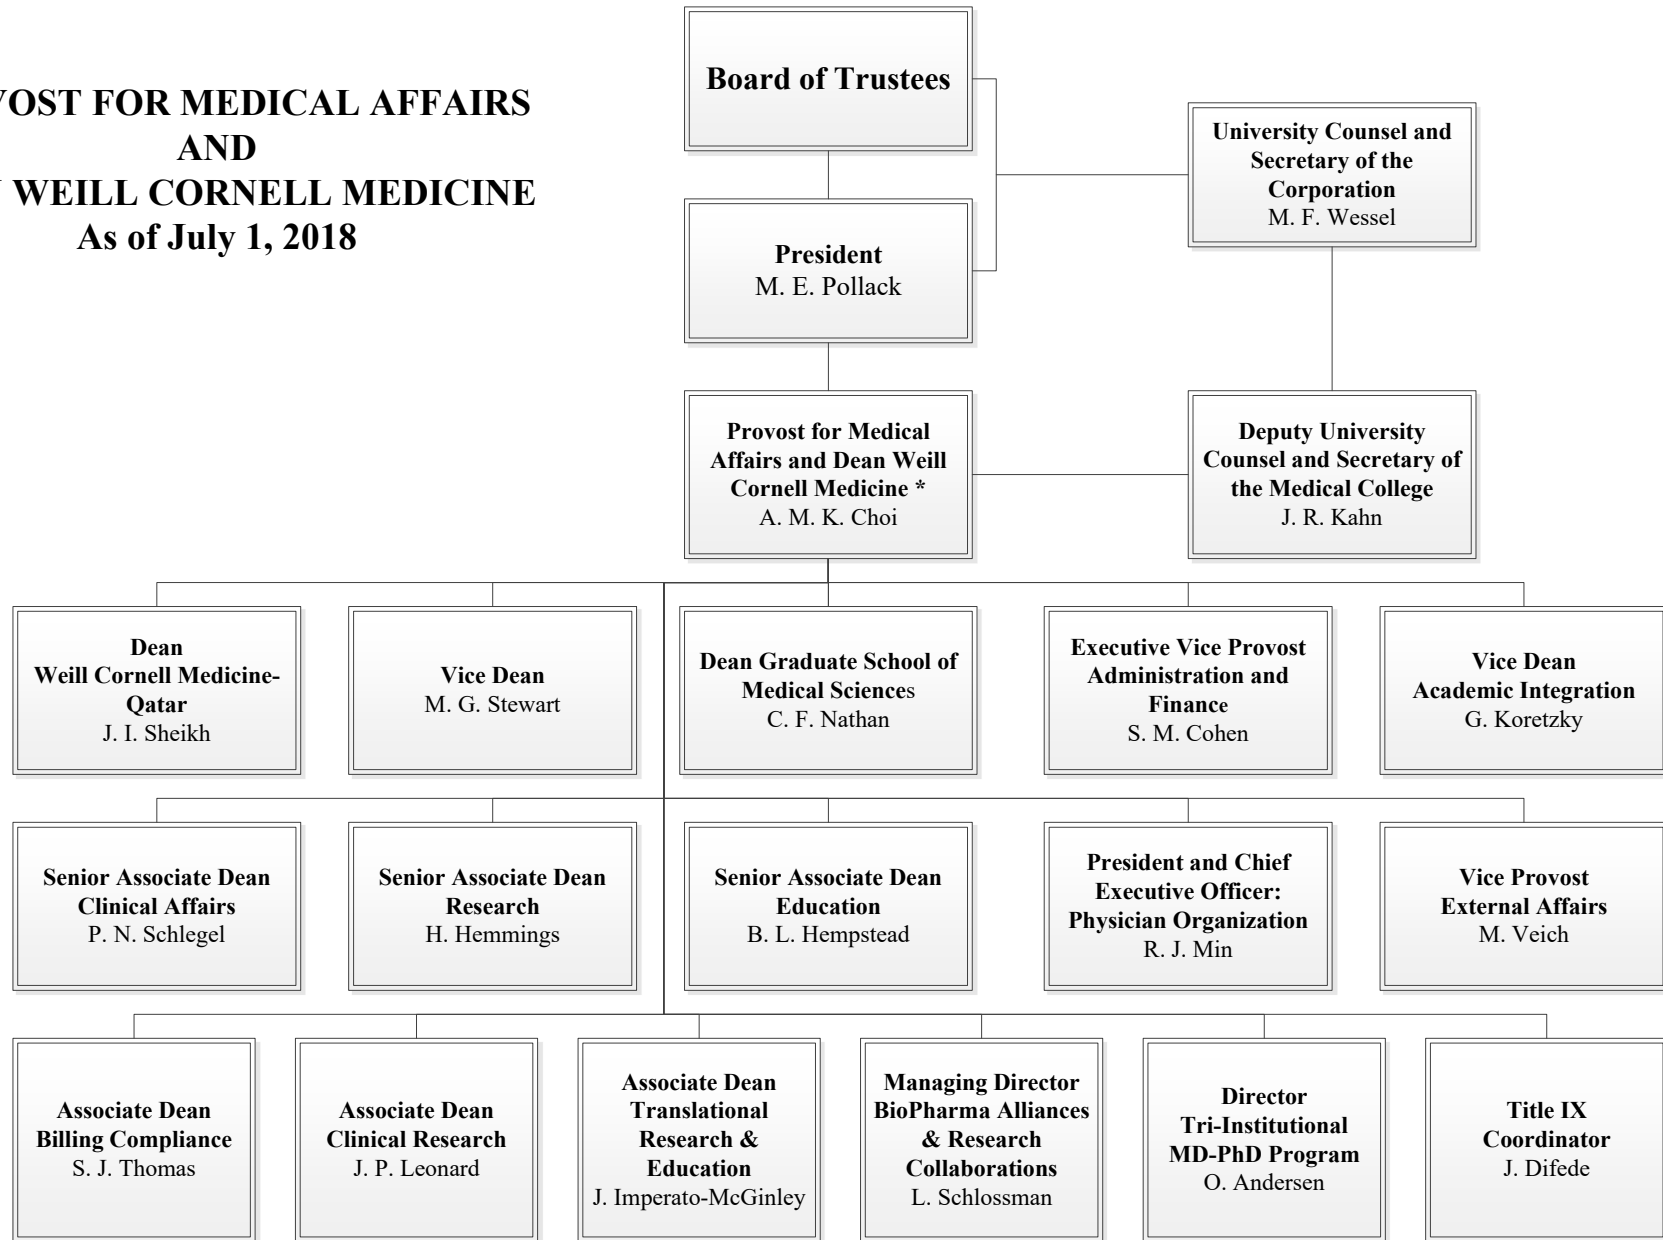 VOST FOR MEDICAL AFFAIRS
AND
WEILL CORNELL MEDICINE
As of July 1, 2018
Board of Trustees
University Counsel and
Secretary of the
Corporation
M. F. Wessel
President
M. E. Pollack
Provost for Medical
Affairs and Dean Weill
Cornell Medicine *
A. M. K. Choi
Deputy University
Counsel and Secretary of
the Medical College
J. R. Kahn
Dean
Weill Cornell Medicine-
Qatar
J. I. Sheikh
Vice Dean
M. G. Stewart
Dean Graduate School of
Medical Sciences
C. F. Nathan
Executive Vice Provost
Administration and
Finance
S. M. Cohen
Vice Dean
Academic Integration
G. Koretzky
Senior Associate Dean
Clinical Affairs
P. N. Schlegel
Senior Associate Dean
Research
H. Hemmings
Senior Associate Dean
Education
B. L. Hempstead
President and Chief
Executive Officer:
Physician Organization
R. J. Min
Vice Provost
External Affairs
M. Veich
Associate Dean
Billing Compliance
S. J. Thomas
Associate Dean
Clinical Research
J. P. Leonard
Associate Dean
Translational
Research &
Education
J. Imperato-McGinley
Managing Director
BioPharma Alliances
& Research
Collaborations
L. Schlossman
Director
Tri-Institutional
MD-PhD Program
O. Andersen
Title IX
Coordinator
J. Difede